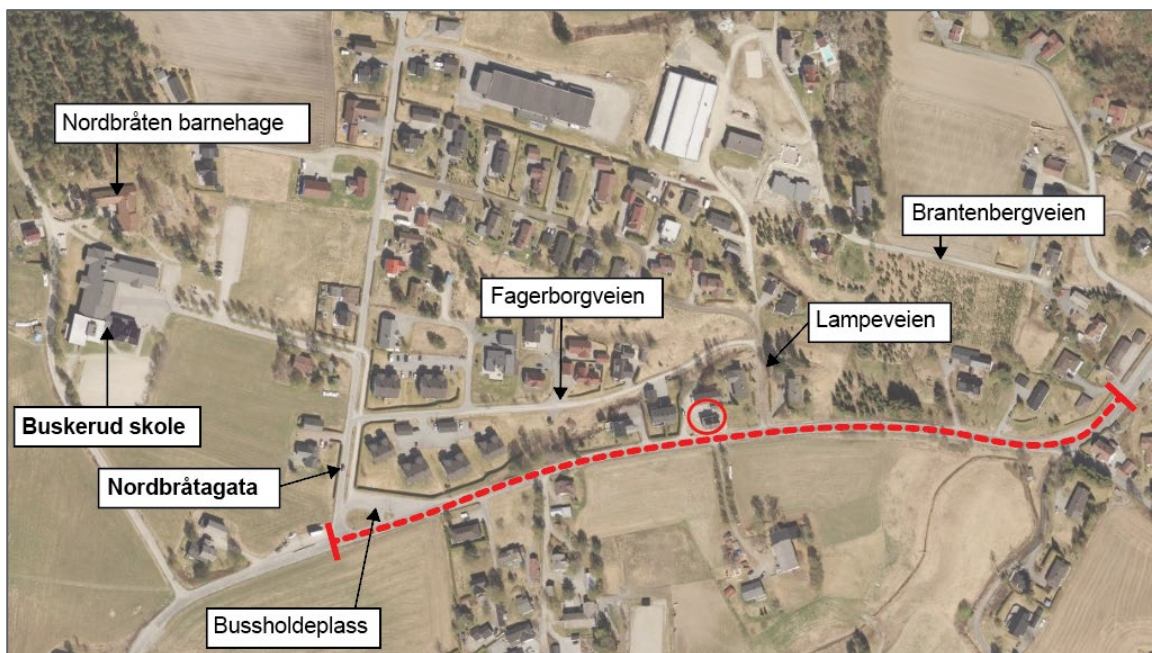 Nordbråten barnehage
Brantenbergveien
Fagerborgveien
Lampeveien
Buskerud skole
Nordbråtagata
Bussholdeplass